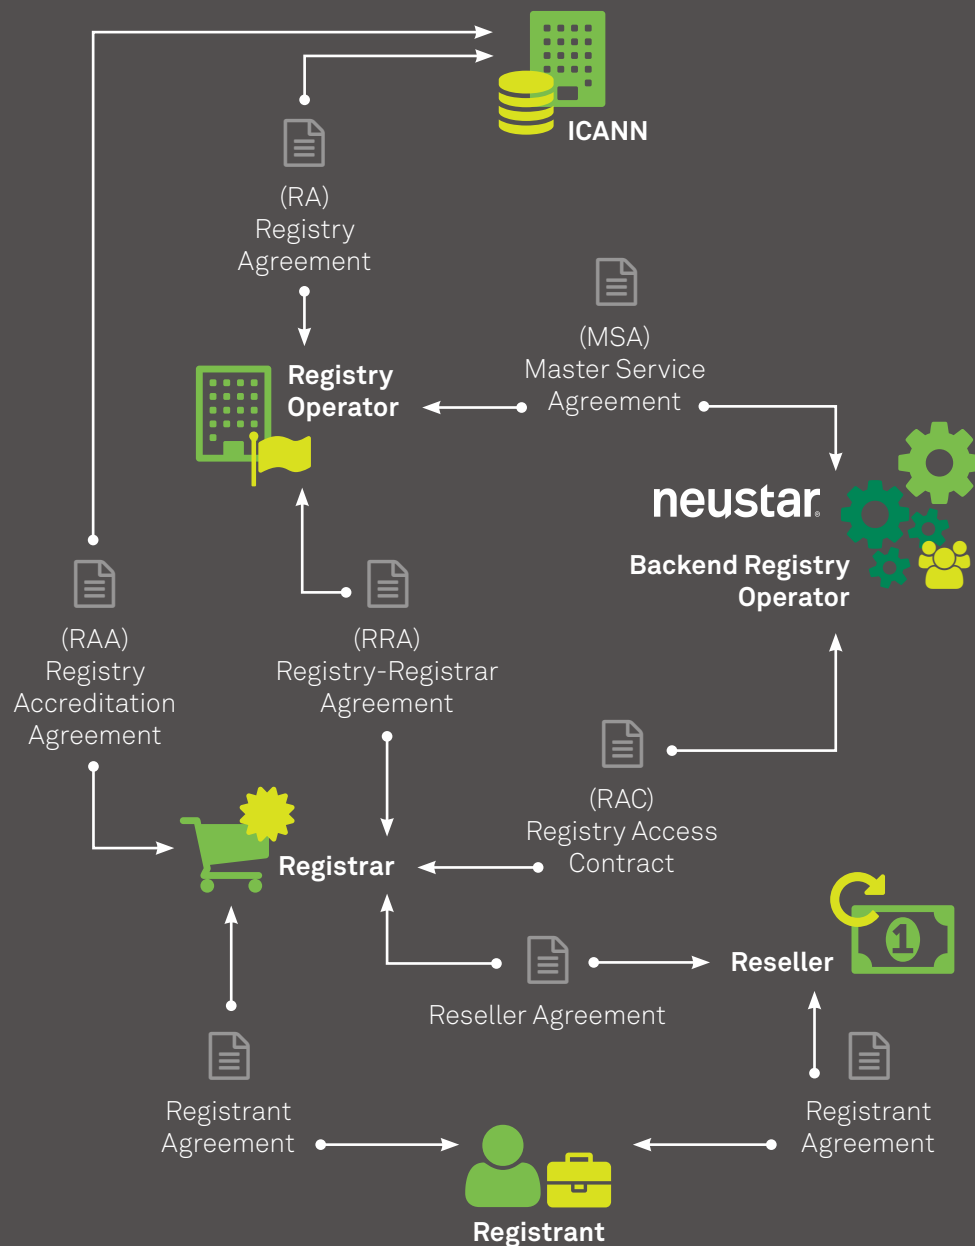 ICANN
(RA)
Registry
Agreement
(MSA)
Master Service
Agreement
Registry
Operator
neustar®
Backend Registry
Operator
(RAA)
Registry
Accreditation
Agreement
(RRA)
Registry-Registrar
Agreement
(RAC)
Registry Access
Contract
Registrar
1
Reseller
Reseller Agreement
Registrant
Agreement
Registrant
Agreement
Registrant